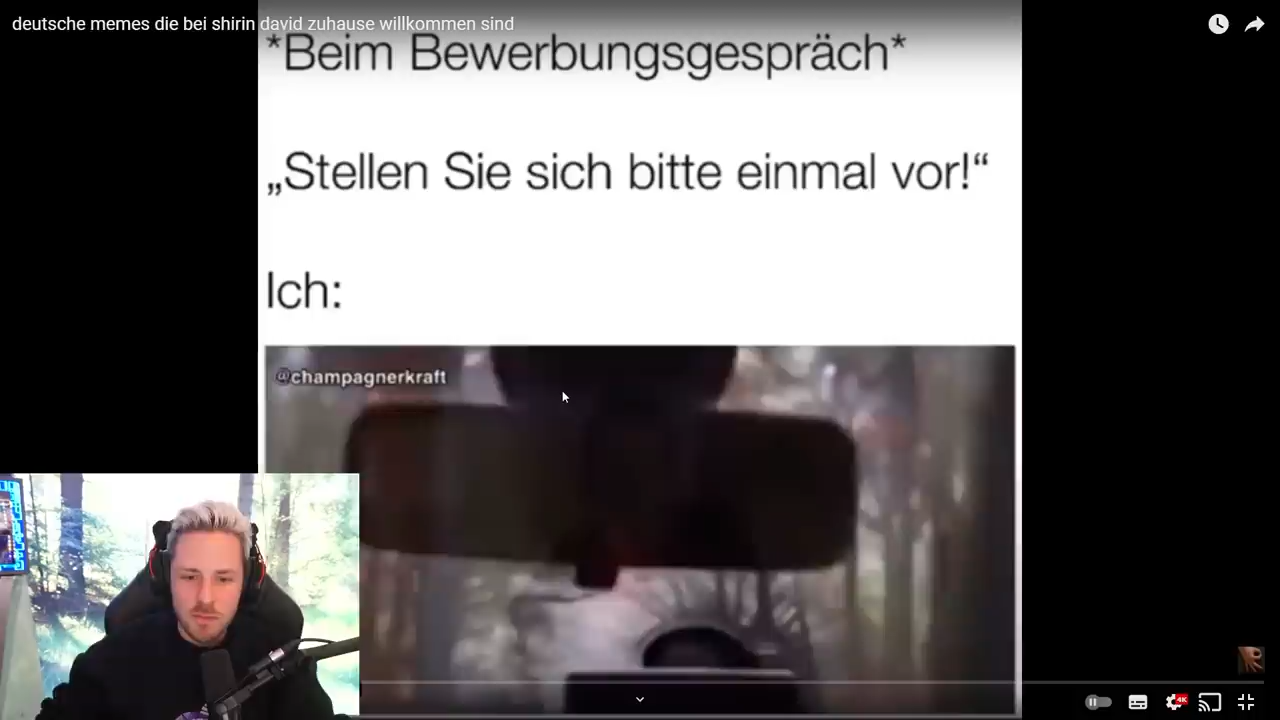 deutsche memes die bei shirin david zuhause willkommen sind
*Beim Bewerbungsgespräch*
„Stellen Sie sich bitte einmal vor!“
Ich:
@champagnerkraft
4K